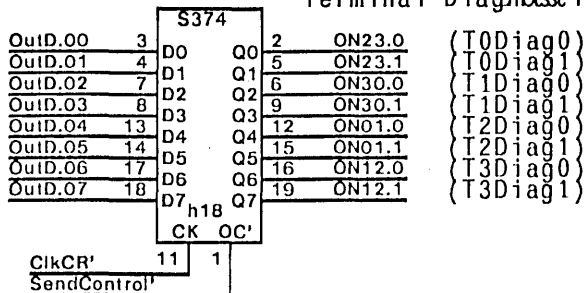 Terminal
S374
OutD.00 3 D0 Q0 2 ON23.0 (T0Diag0)
OutD.01 4 D1 Q1 5 ON23.1 (T0Diag1)
OutD.02 7 D2 Q2 6 ON30.0 (T1Diag0)
OutD.03 8 D3 Q3 9 ON30.1 (T1Diag1)
OutD.04 13 D4 Q4 12 ON01.0 (T2Diag0)
OutD.05 14 D5 Q5 15 ON01.1 (T2Diag1)
OutD.06 17 D6 Q6 16 ON12.0 (T3Diag0)
OutD.07 18 D7 Q7 19 ON12.1 (T3Diag1)
h18
CK OC'
ClkCR' 11 1
SendControl'